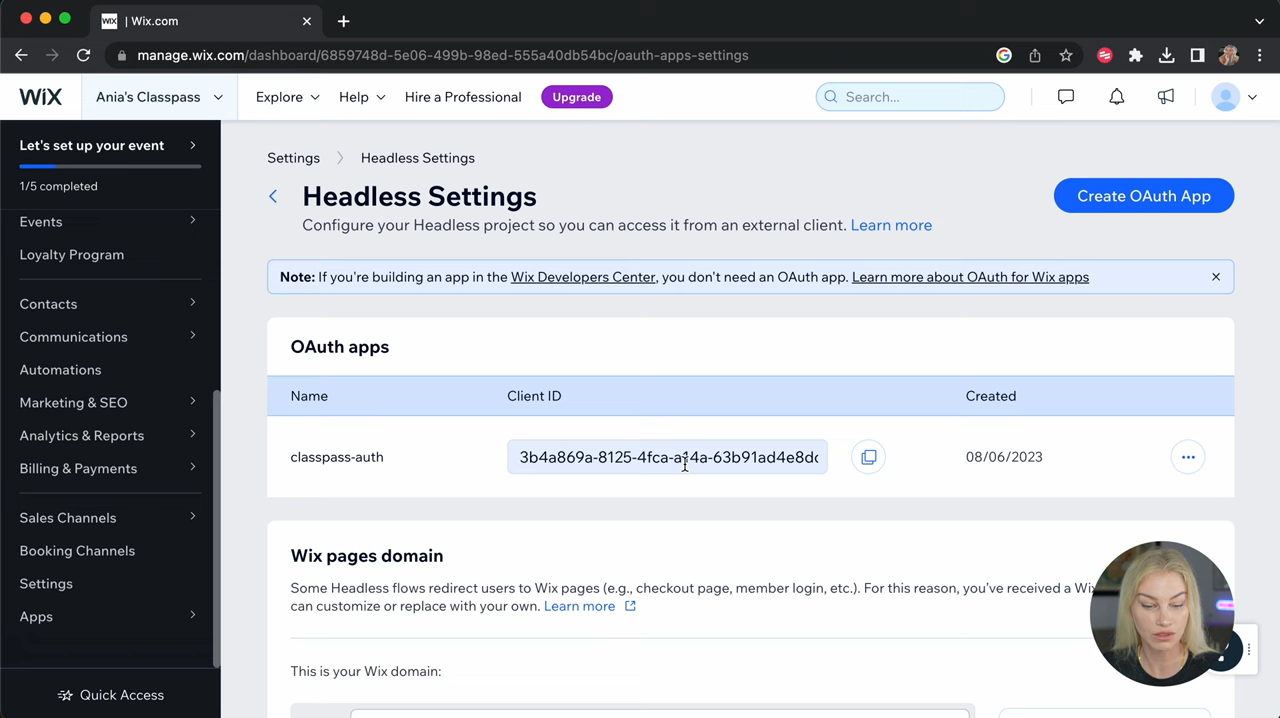 WIX | Wix.com
manage.wix.com/dashboard/6859748d-5e06-499b-98ed-555a40db54bc/oauth-apps-settings
WIX
Ania's Classpass
Explore
Help
Hire a Professional
Upgrade
Search...
Let's set up your event
1/5 completed
Events
Loyalty Program
Contacts
Communications
Automations
Marketing & SEO
Analytics & Reports
Billing & Payments
Sales Channels
Booking Channels
Settings
Apps
Quick Access
Settings
Headless Settings
Headless Settings
Create OAuth App
Configure your Headless project so you can access it from an external client. Learn more
Note: If you're building an app in the Wix Developers Center, you don't need an OAuth app. Learn more about OAuth for Wix apps
OAuth apps
Name Client ID Created
classpass-auth 3b4a869a-8125-4fca-a14a-63b91ad4e8d 08/06/2023
Wix pages domain
Some Headless flows redirect users to Wix pages (e.g., checkout page, member login, etc.). For this reason, you've received a Wix
can customize or replace with your own. Learn more
This is your Wix domain: